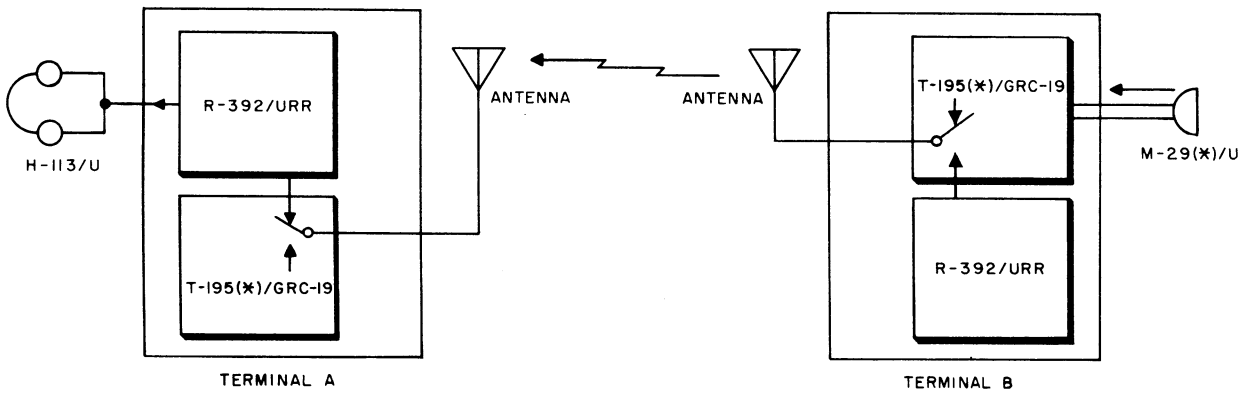 R-392/URR
ANTENNA
H-113/U
T-195(*)/GRC-19
TERMINAL A
T-195(*)/GRC-19
ANTENNA
M-29(*)/U
R-392/URR
TERMINAL B